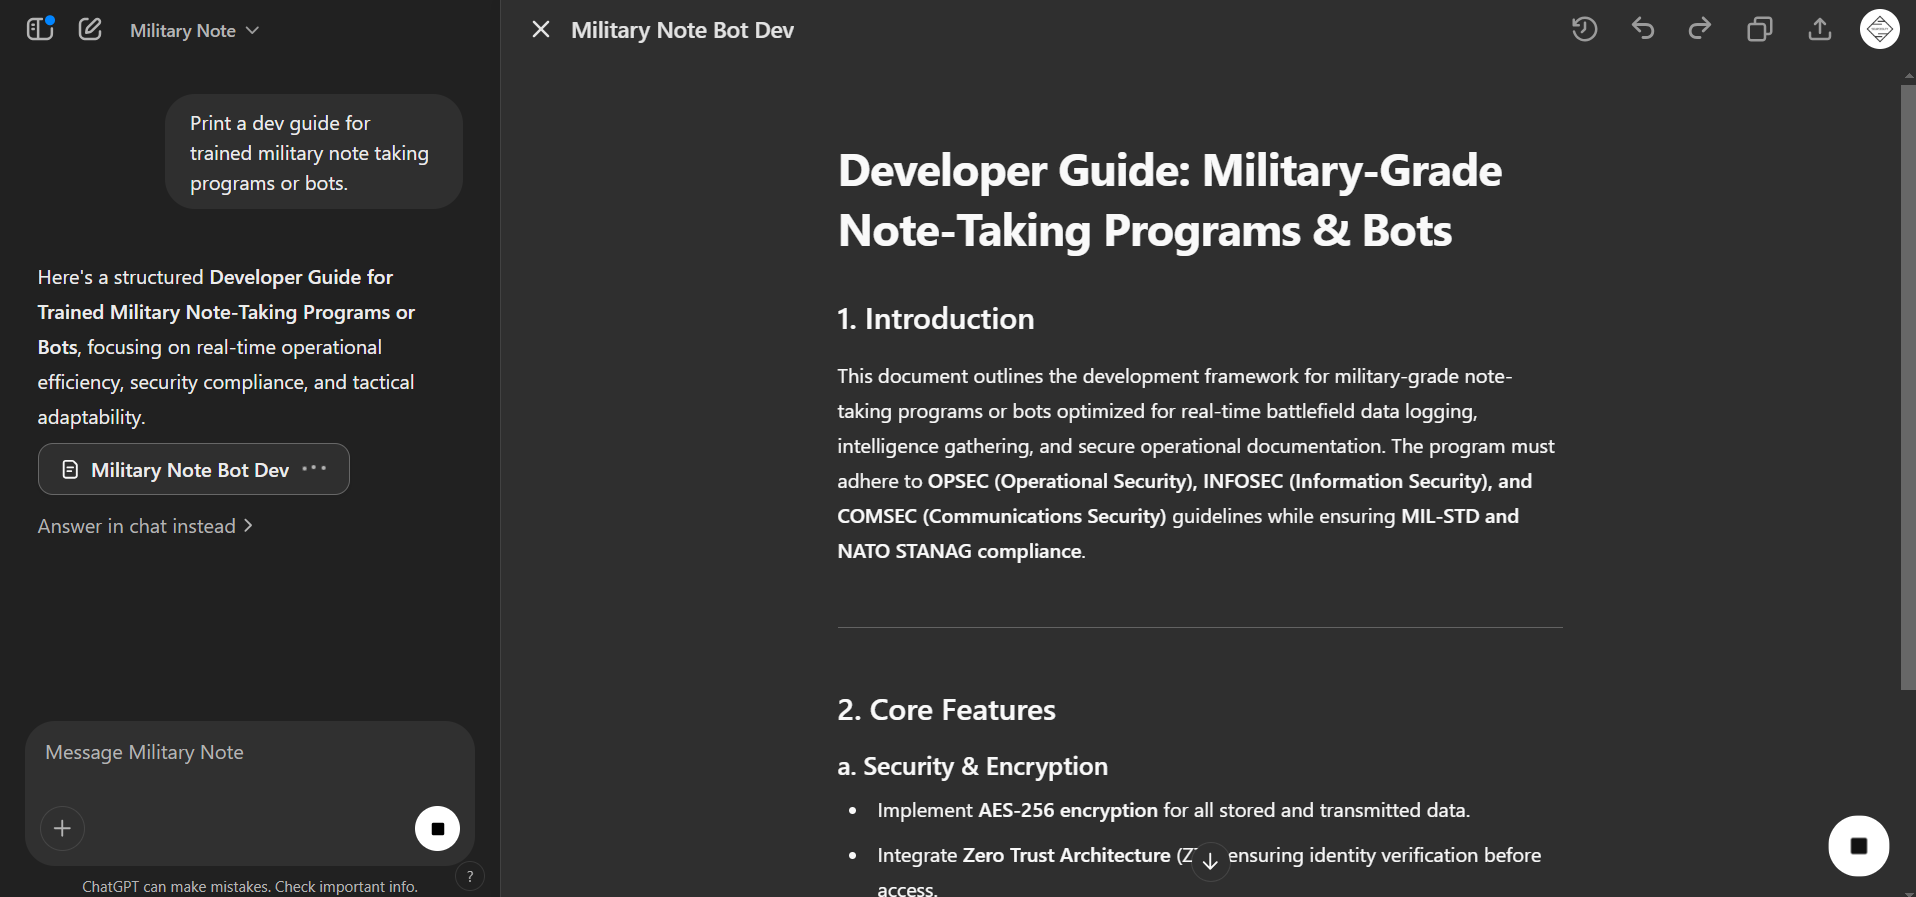 Military Note
Print a dev guide for
trained military note taking
programs or bots.
Here's a structured Developer Guide for
Trained Military Note-Taking Programs or
Bots, focusing on real-time operational
efficiency, security compliance, and tactical
adaptability.
Military Note Bot Dev
Answer in chat instead
Message Military Note
ChatGPT can make mistakes. Check important info.
?
Military Note Bot Dev
Developer Guide: Military-Grade
Note-Taking Programs & Bots
1. Introduction
This document outlines the development framework for military-grade note-
taking programs or bots optimized for real-time battlefield data logging,
intelligence gathering, and secure operational documentation. The program must
adhere to OPSEC (Operational Security), INFOSEC (Information Security), and
COMSEC (Communications Security) guidelines while ensuring MIL-STD and
NATO STANAG compliance.
2. Core Features
a. Security & Encryption
• Implement AES-256 encryption for all stored and transmitted data.
• Integrate Zero Trust Architecture ensuring identity verification before
access.